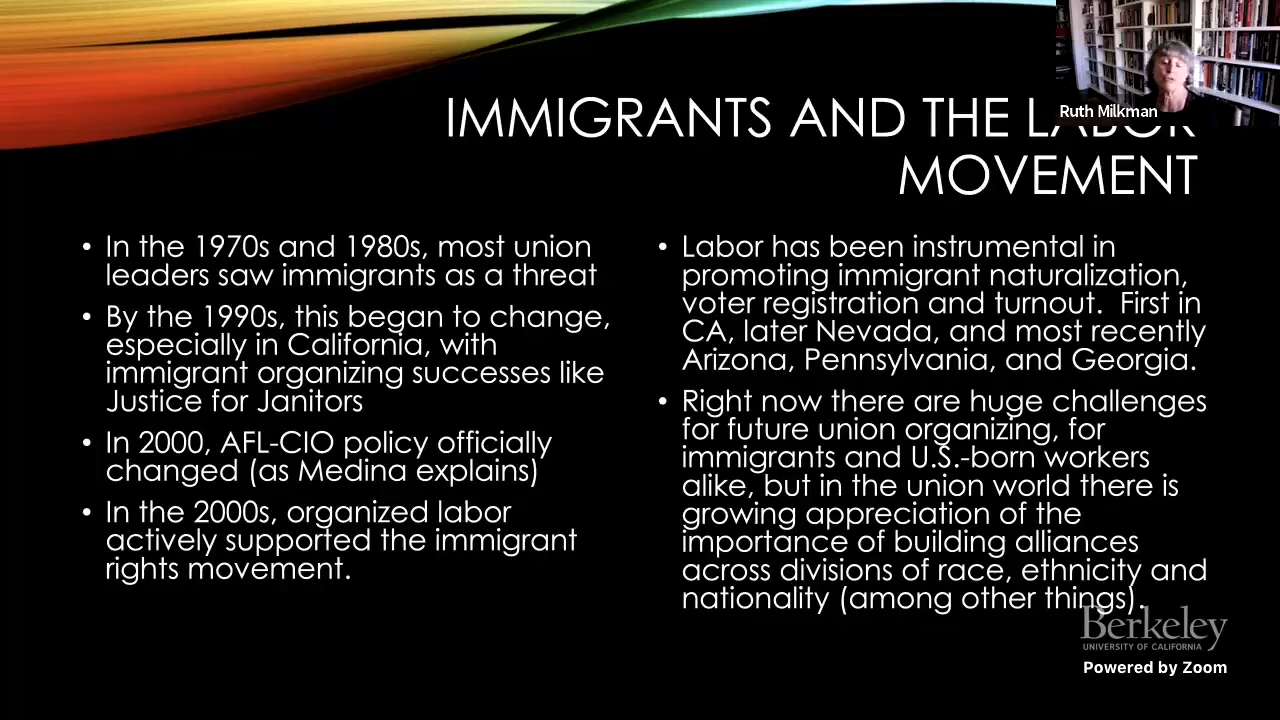 Ruth Milkman
IMMIGRANTS AND THE LABOR
MOVEMENT
• In the 1970s and 1980s, most union
leaders saw immigrants as a threat
• By the 1990s, this began to change,
especially in California, with
immigrant organizing successes like
Justice for Janitors
• In 2000, AFL-CIO policy officially
changed (as Medina explains)
• In the 2000s, organized labor
actively supported the immigrant
rights movement.
• Labor has been instrumental in
promoting immigrant naturalization,
voter registration and turnout.  First in
CA, later Nevada, and most recently
Arizona, Pennsylvania, and Georgia.
• Right now there are huge challenges
for future union organizing, for
immigrants and U.S.-born workers
alike, but in the union world there is
growing appreciation of the
importance of building alliances
across divisions of race, ethnicity and
nationality (among other things).
Berkeley
UNIVERSITY OF CALIFORNIA
Powered by Zoom